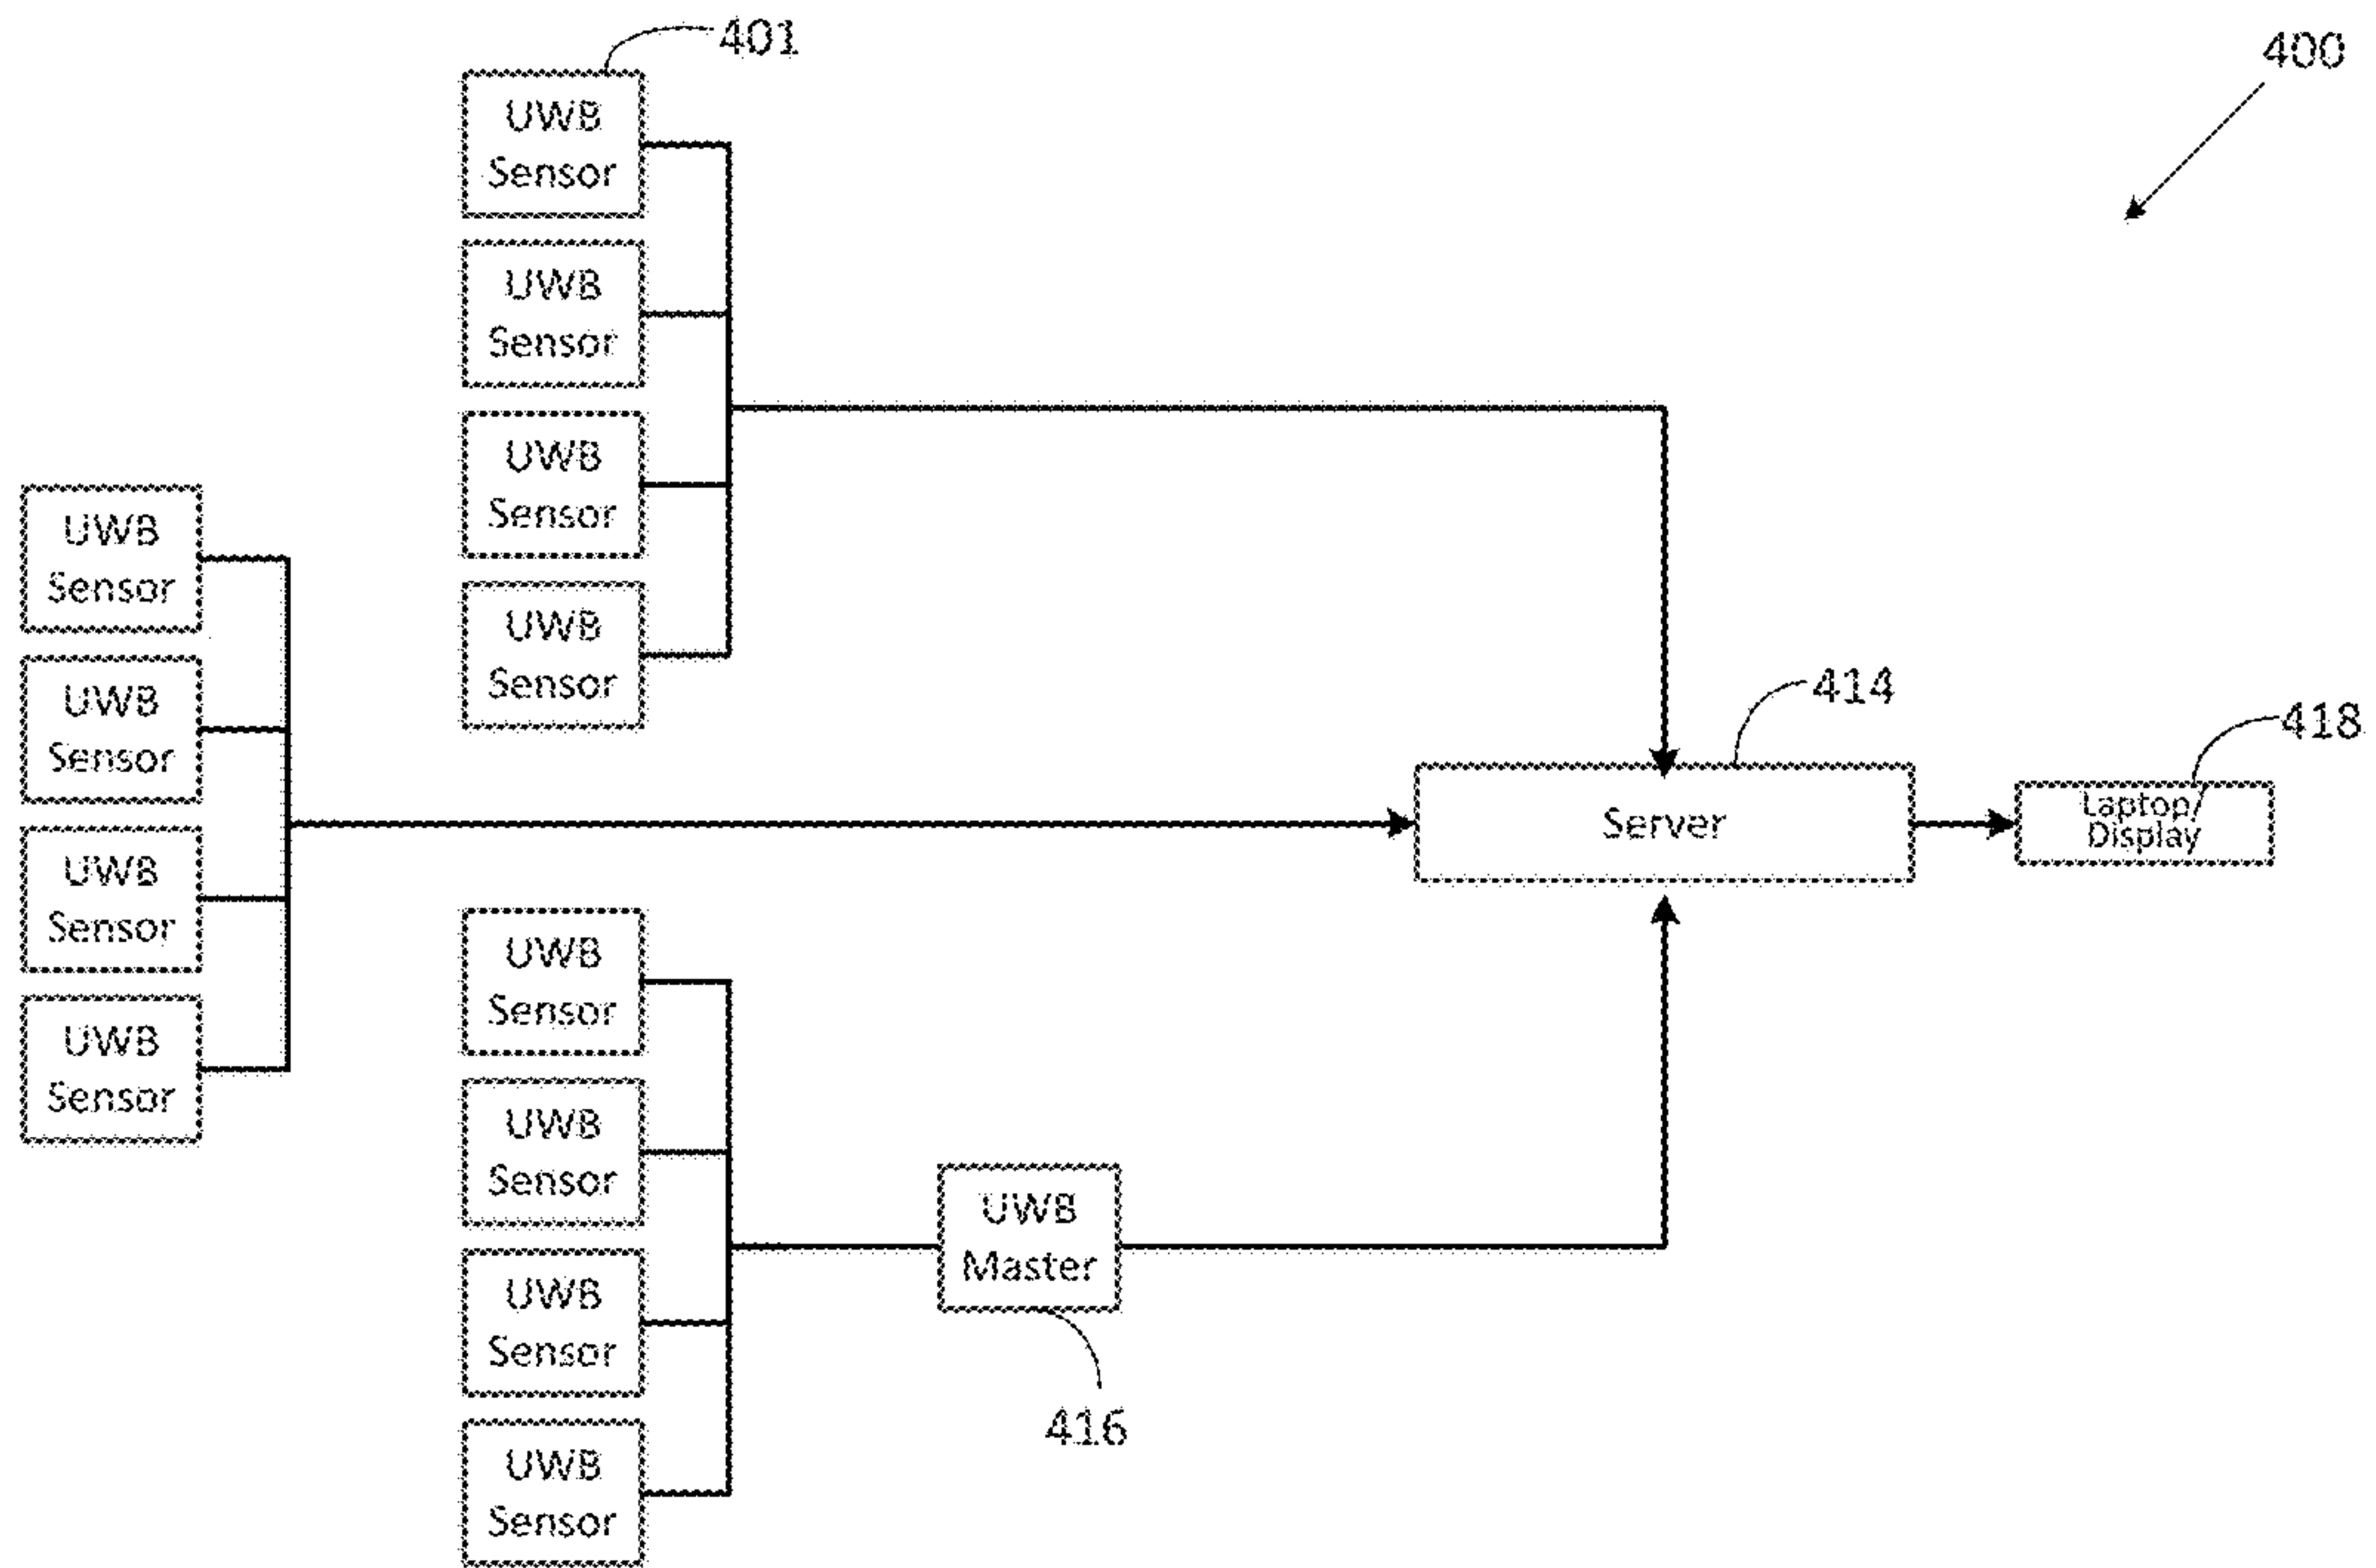 401
400
UWB
Sensor
UWB
Sensor
UWB
Sensor
UWB
Sensor
UWB
Sensor
UWB
Sensor
UWB
Sensor
UWB
Sensor
414
418
Server
Laptop/
Display
UWB
Sensor
UWB
Sensor
UWB
Sensor
UWB
Sensor
UWB
Master
416